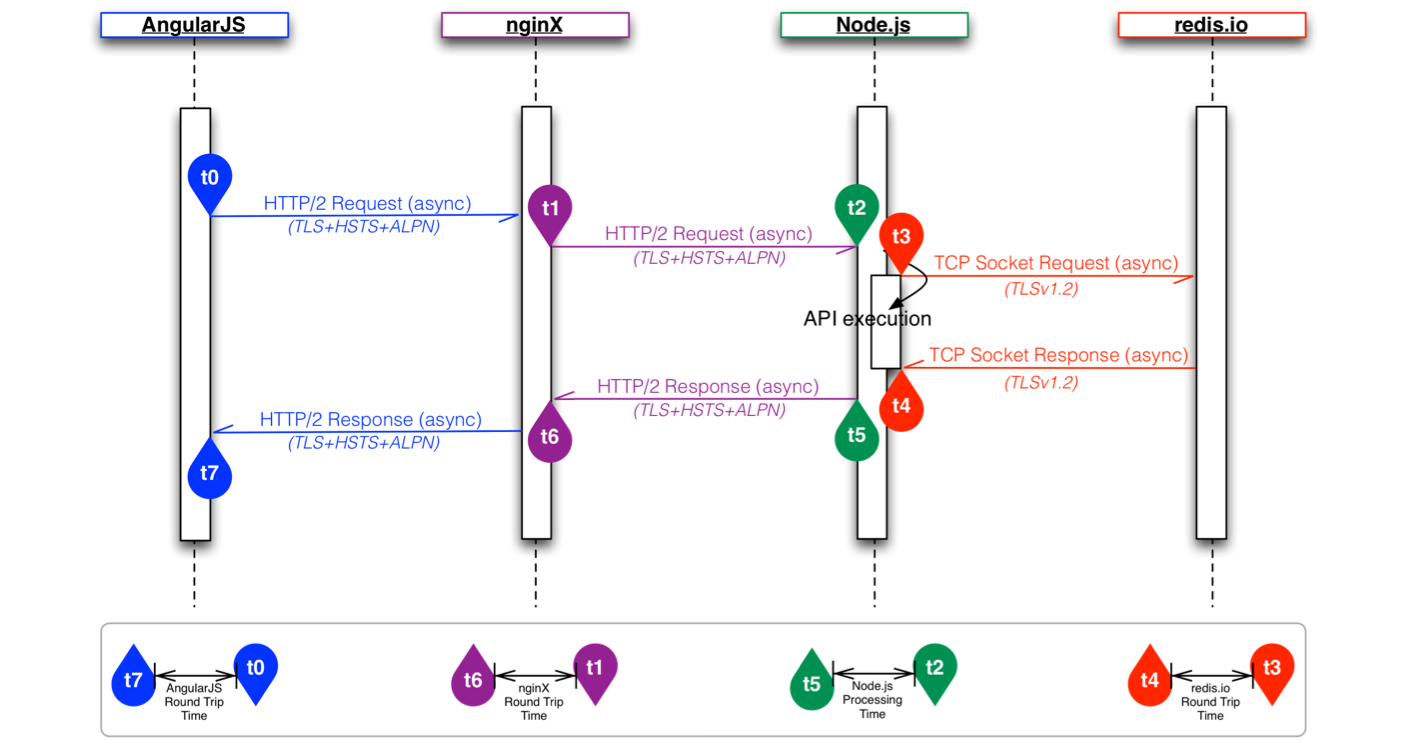 AngularJS
nginX
Node.js
redis.io
t0
HTTP/2 Request (async)
(TLS+HSTS+ALPN)
t1
HTTP/2 Request (async)
(TLS+HSTS+ALPN)
t2
t3
TCP Socket Request (async)
(TLSv1.2)
API execution
TCP Socket Response (async)
(TLSv1.2)
t4
HTTP/2 Response (async)
(TLS+HSTS+ALPN)
t5
t6
HTTP/2 Response (async)
(TLS+HSTS+ALPN)
t7
t7
AngularJS
Round Trip
Time
t0
t6
nginX
Round Trip
Time
t1
t5
Node.js
Processing
Time
t2
t4
redis.io
Round Trip
Time
t3